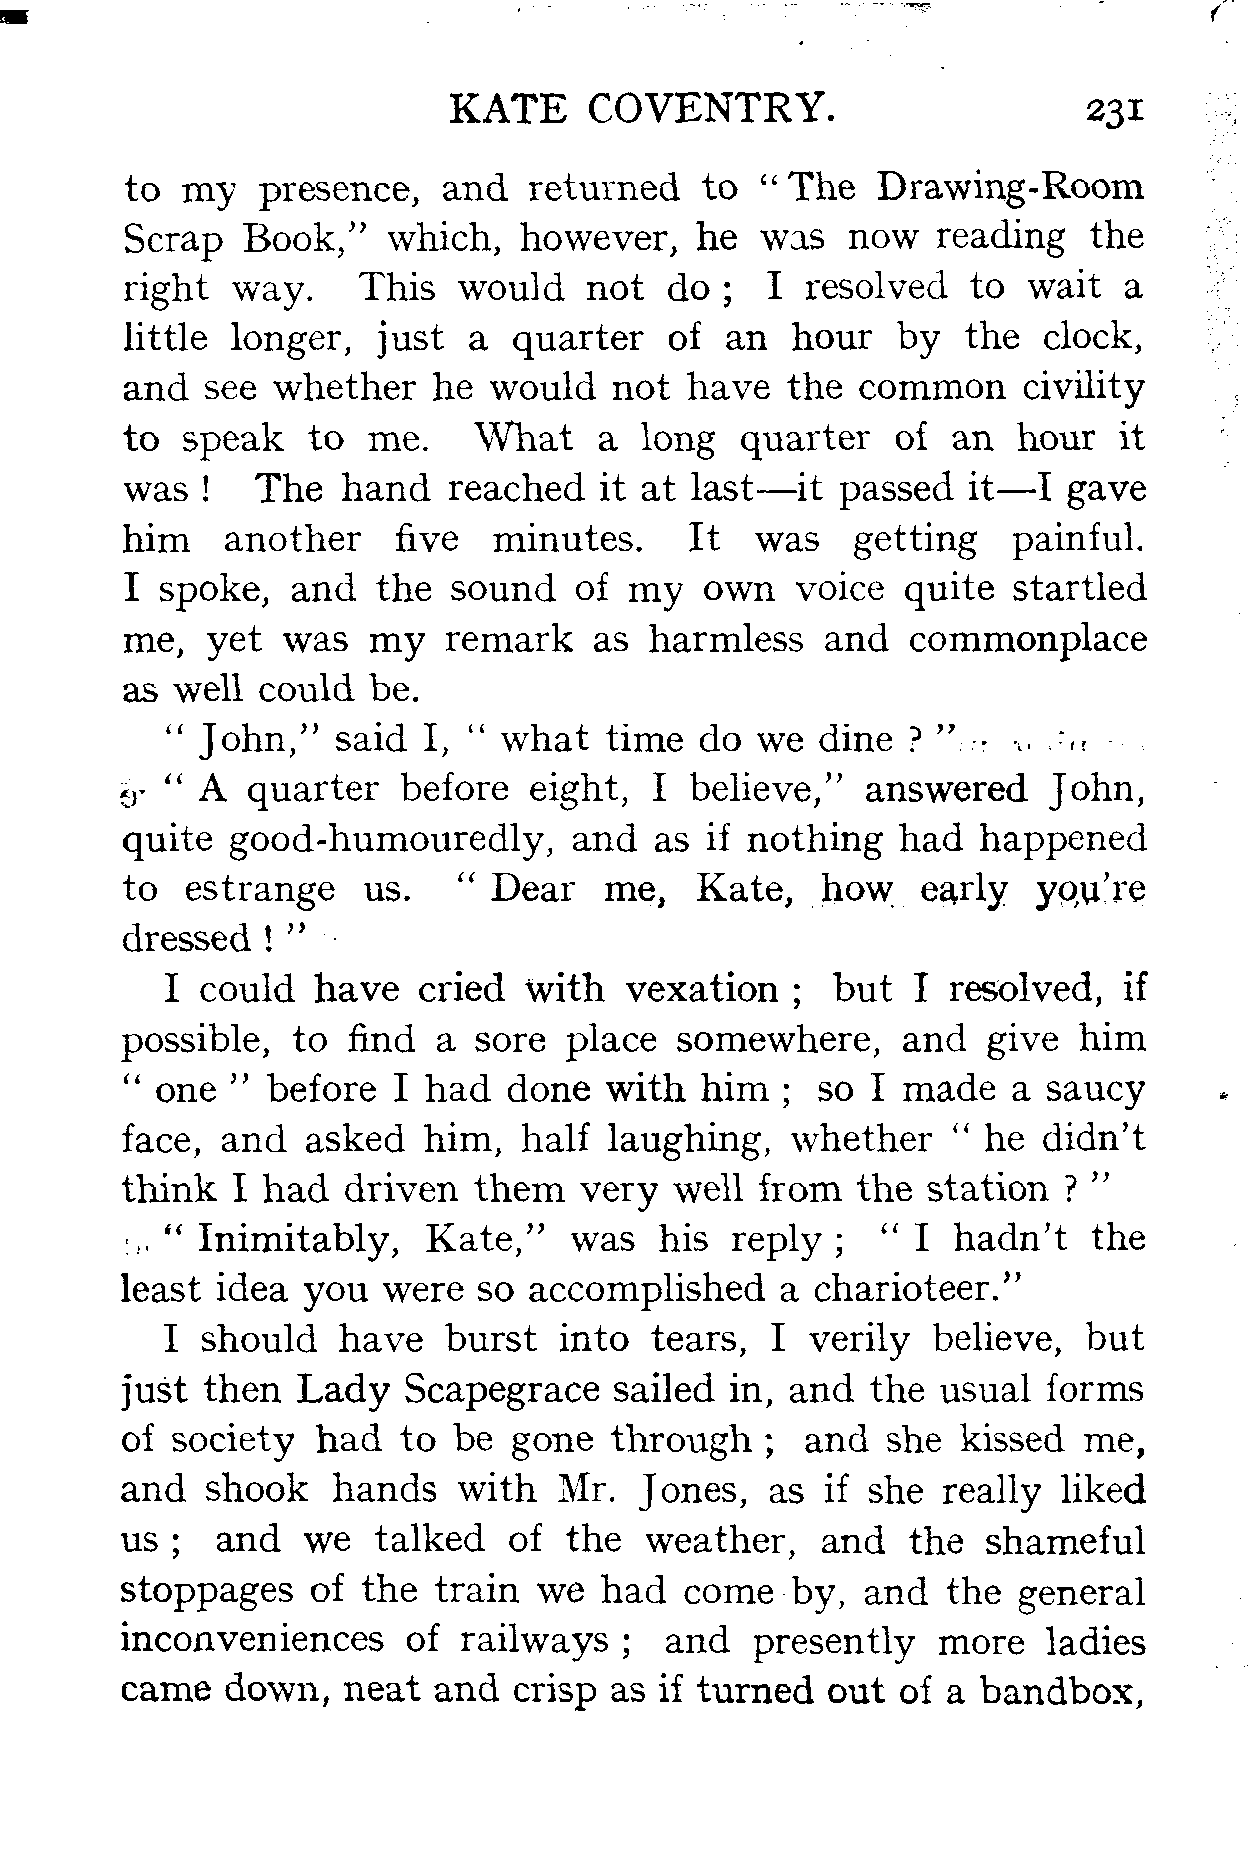 KATE COVENTRY. 231
to my presence, and returned to “ The Drawing-Room
Scrap Book,” which, however, he was now reading the
right way. This would not do ; I resolved to wait a
little longer, just a quarter of an hour by the clock,
and see whether he would not have the common civility
to speak to me. What a long quarter of an hour it
was ! The hand reached it at last—it passed it—I gave
him another five minutes. It was getting painful.
I spoke, and the sound of my own voice quite startled
me, yet was my remark as harmless and commonplace
as well could be.
“ John,” said I, “ what time do we dine ? ”
“ A quarter before eight, I believe,” answered John,
quite good-humouredly, and as if nothing had happened
to estrange us. “ Dear me, Kate, how early you’re
dressed ! ”
I could have cried with vexation ; but I resolved, if
possible, to find a sore place somewhere, and give him
“ one ” before I had done with him ; so I made a saucy
face, and asked him, half laughing, whether “ he didn’t
think I had driven them very well from the station ? ”
“ Inimitably, Kate,” was his reply ; “ I hadn’t the
least idea you were so accomplished a charioteer.”
I should have burst into tears, I verily believe, but
just then Lady Scapegrace sailed in, and the usual forms
of society had to be gone through ; and she kissed me,
and shook hands with Mr. Jones, as if she really liked
us ; and we talked of the weather, and the shameful
stoppages of the train we had come by, and the general
inconveniences of railways ; and presently more ladies
came down, neat and crisp as if turned out of a bandbox,